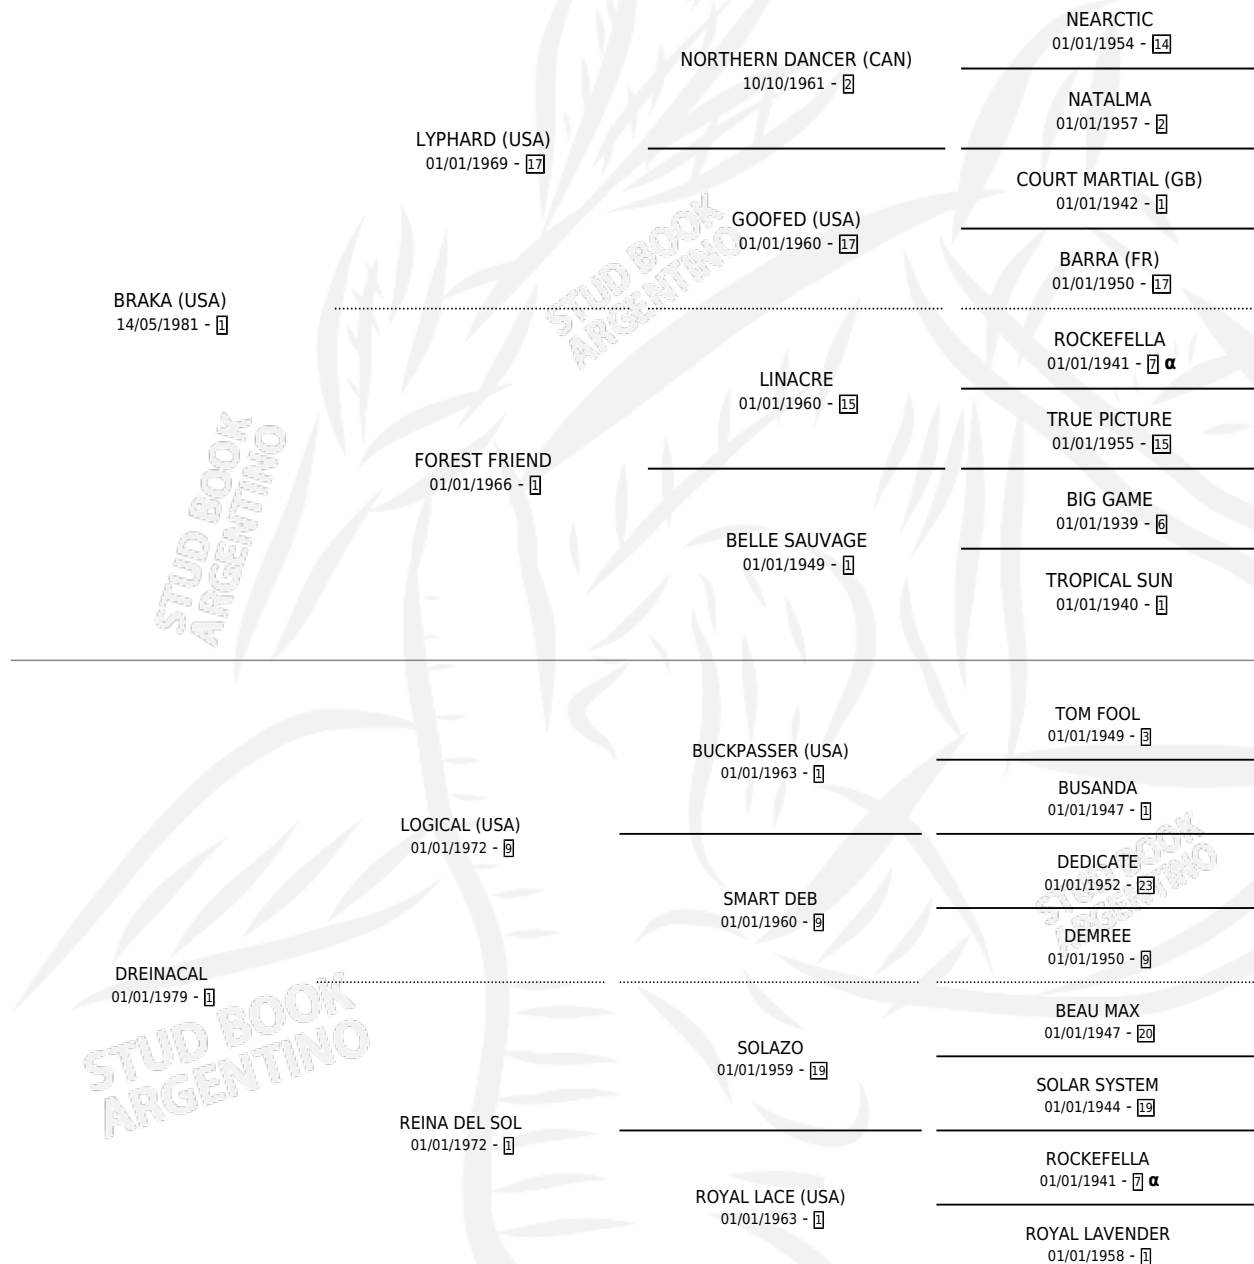 NEARCTIC
01/01/1954 - 14
NORTHERN DANCER (CAN)
10/10/1961 - 2
NATALMA
01/01/1957 - 2
LYPHARD (USA)
01/01/1969 - 17
COURT MARTIAL (GB)
01/01/1942 - 1
GOOFED (USA)
01/01/1960 - 17
BARRA (FR)
01/01/1950 - 17
STUD BOOK
ARGENTINO
BRAKA (USA)
14/05/1981 - 1
ROCKEFELLA
01/01/1941 - 7 α
LINACRE
01/01/1960 - 15
TRUE PICTURE
01/01/1955 - 15
FOREST FRIEND
01/01/1966 - 1
BIG GAME
01/01/1939 - 6
BELLE SAUVAGE
01/01/1949 - 1
TROPICAL SUN
01/01/1940 - 1
STUD BOOK
ARGENTINO
TOM FOOL
01/01/1949 - 3
BUCKPASSER (USA)
01/01/1963 - 1
BUSANDA
01/01/1947 - 1
LOGICAL (USA)
01/01/1972 - 9
DEDICATE
01/01/1952 - 23
SMART DEB
01/01/1960 - 9
DEMREE
01/01/1950 - 9
STUD BOOK
ARGENTINO
DREINACAL
01/01/1979 - 1
BEAU MAX
01/01/1947 - 20
SOLAZO
01/01/1959 - 19
SOLAR SYSTEM
01/01/1944 - 19
STUD BOOK
ARGENTINO
REINA DEL SOL
01/01/1972 - 1
ROCKEFELLA
01/01/1941 - 7 α
ROYAL LACE (USA)
01/01/1963 - 1
ROYAL LAVENDER
01/01/1958 - 1